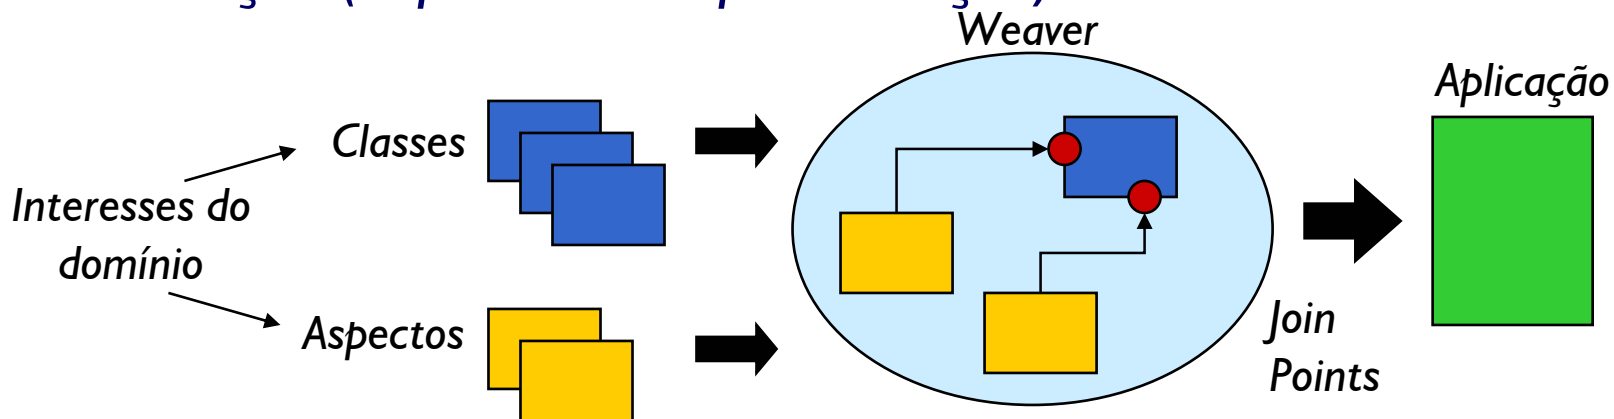 Weaver
Aplicação
Classes
Interesses do
domínio
Aspectos
Join
Points